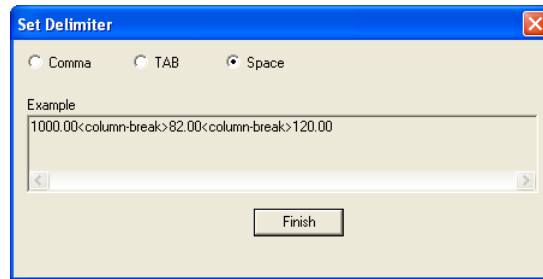 Set Delimiter
Comma TAB Space
Example
1000.00<column-break>82.00<column-break>120.00
Finish